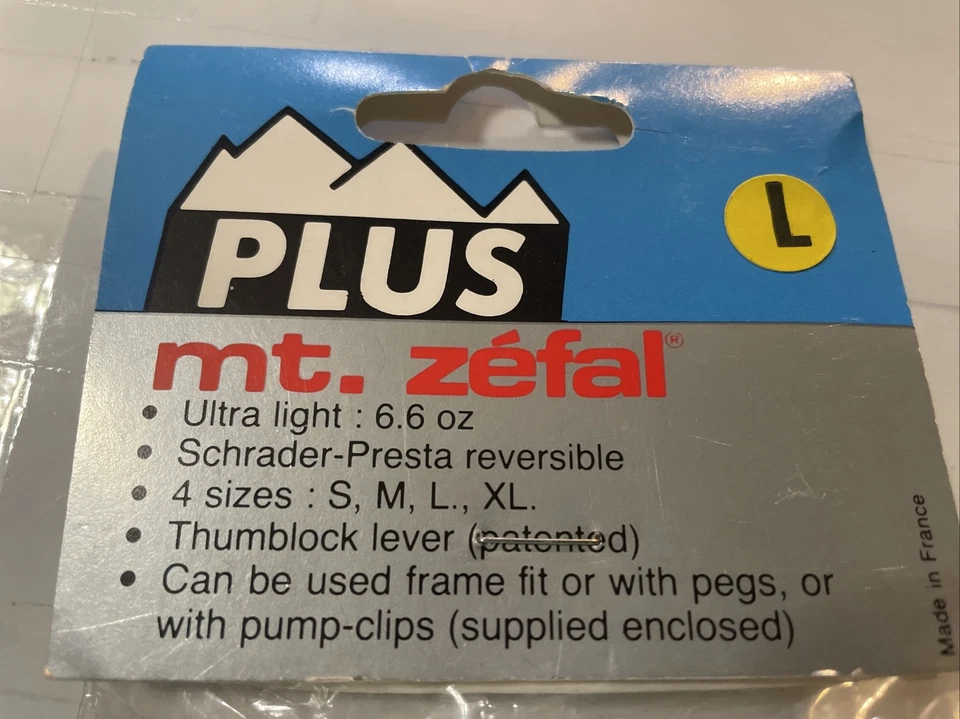 PLUS
L
mt. zéfal®
• Ultra light : 6.6 oz
• Schrader-Presta reversible
• 4 sizes : S, M, L., XL.
• Thumblock lever (patented)
• Can be used frame fit or with pegs, or
with pump-clips (supplied enclosed)
Made in France